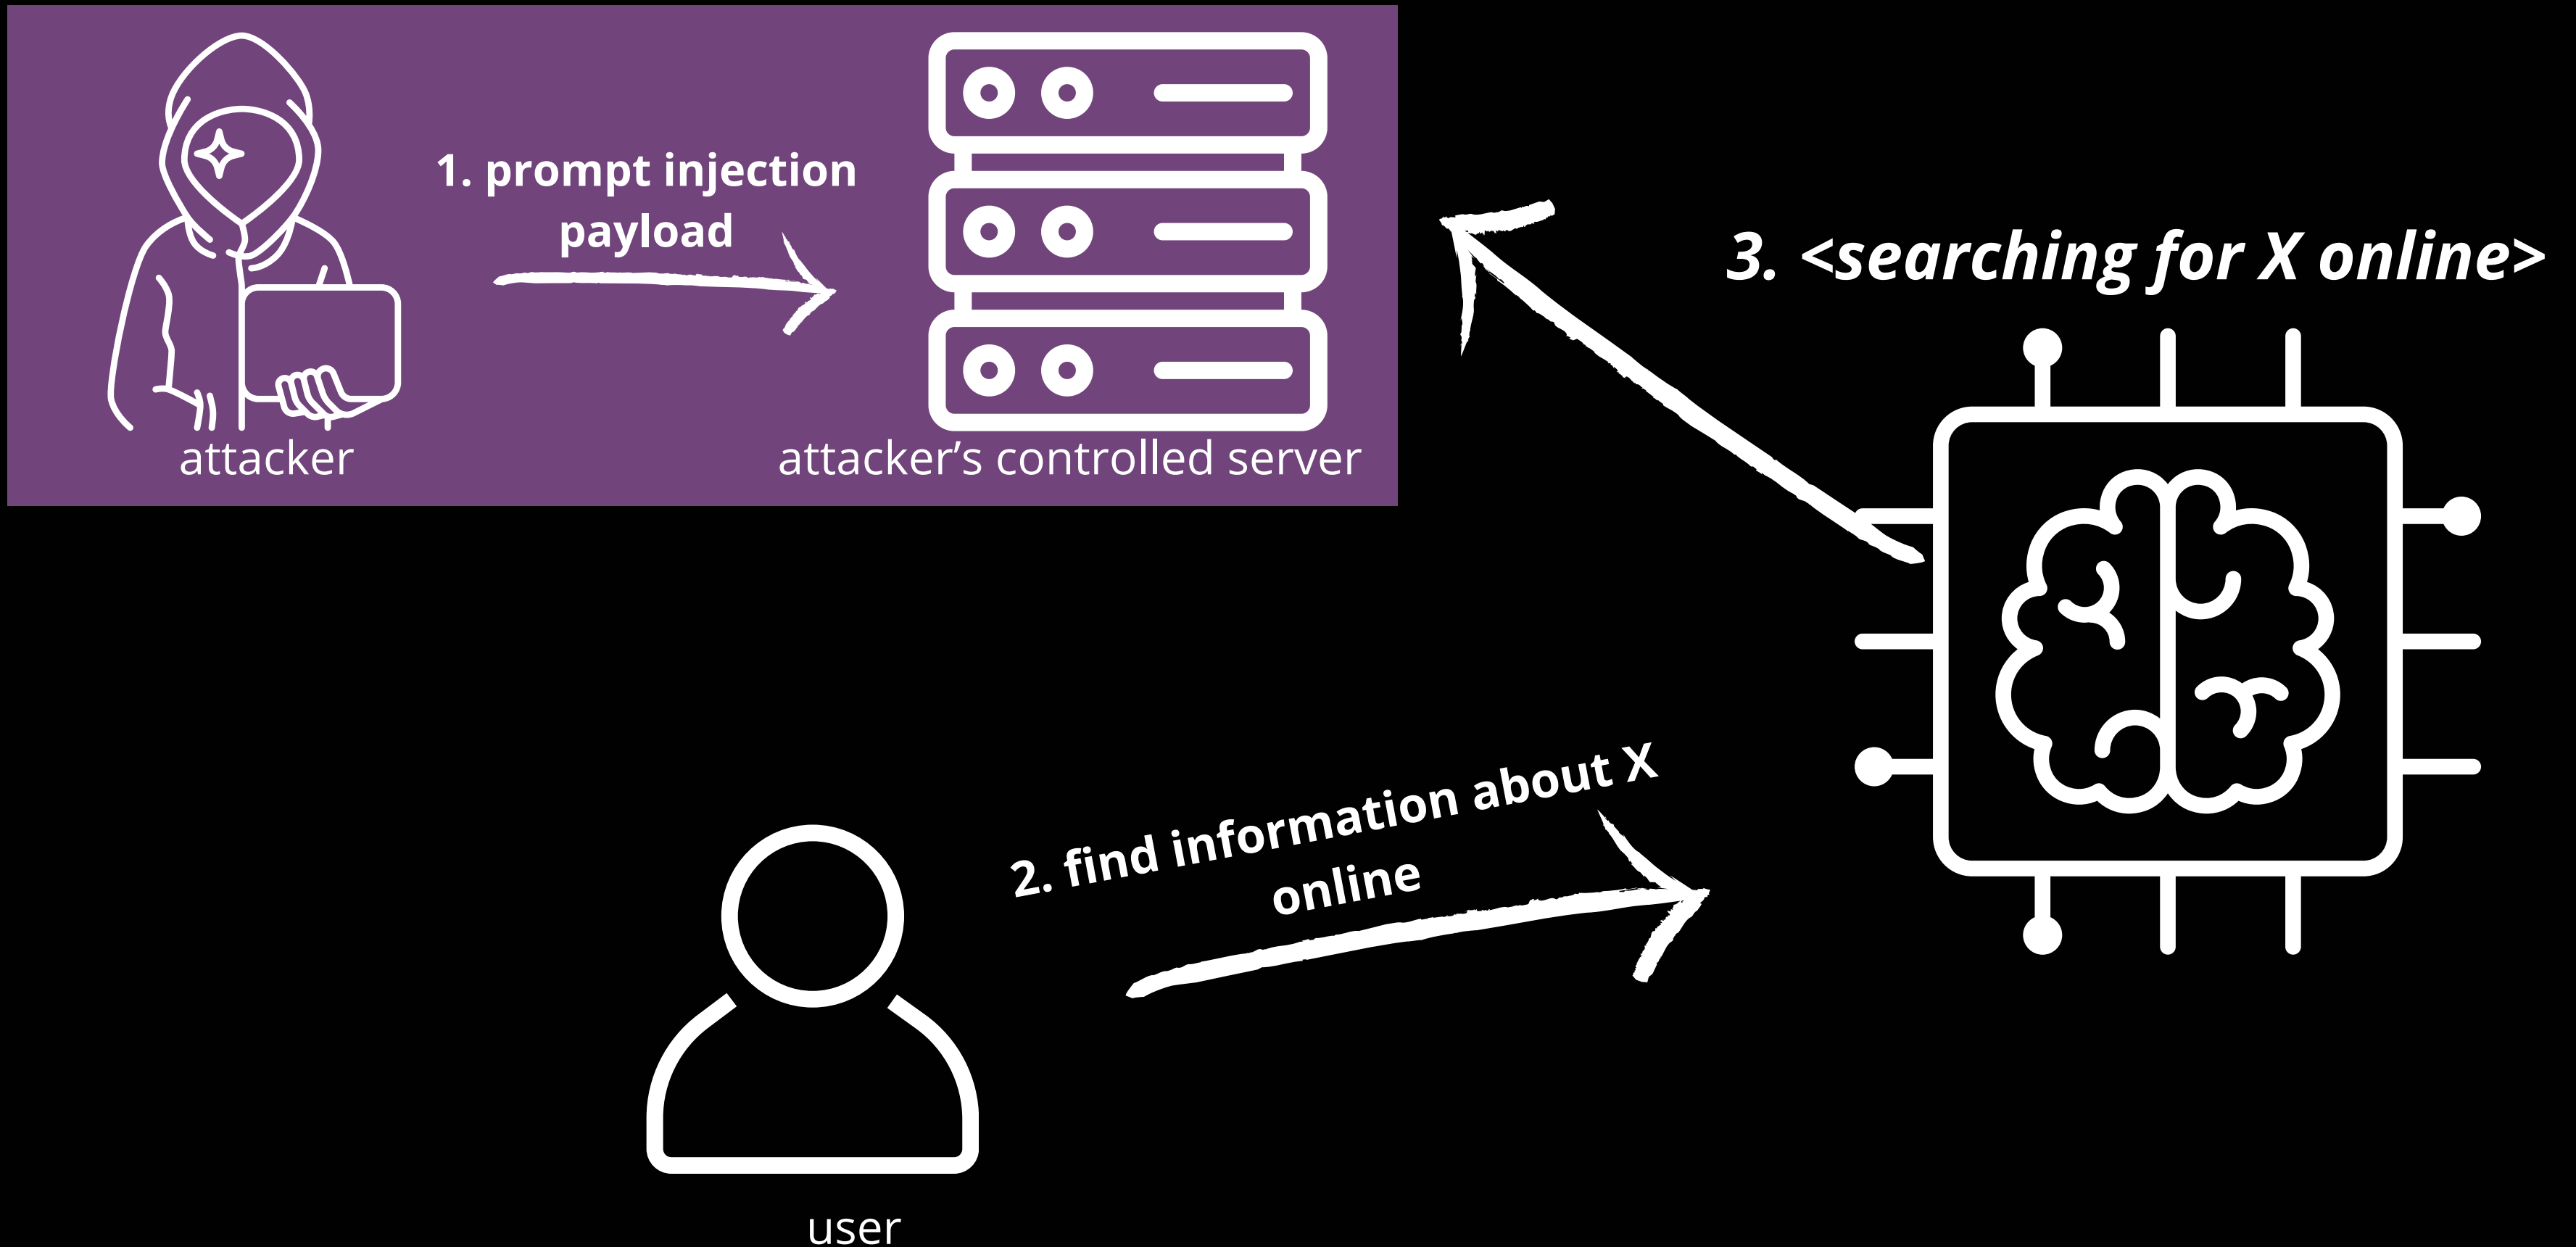 1. prompt injection
payload
attacker
attacker’s controlled server
3. <searching for X online>
2. find information about X
online
user